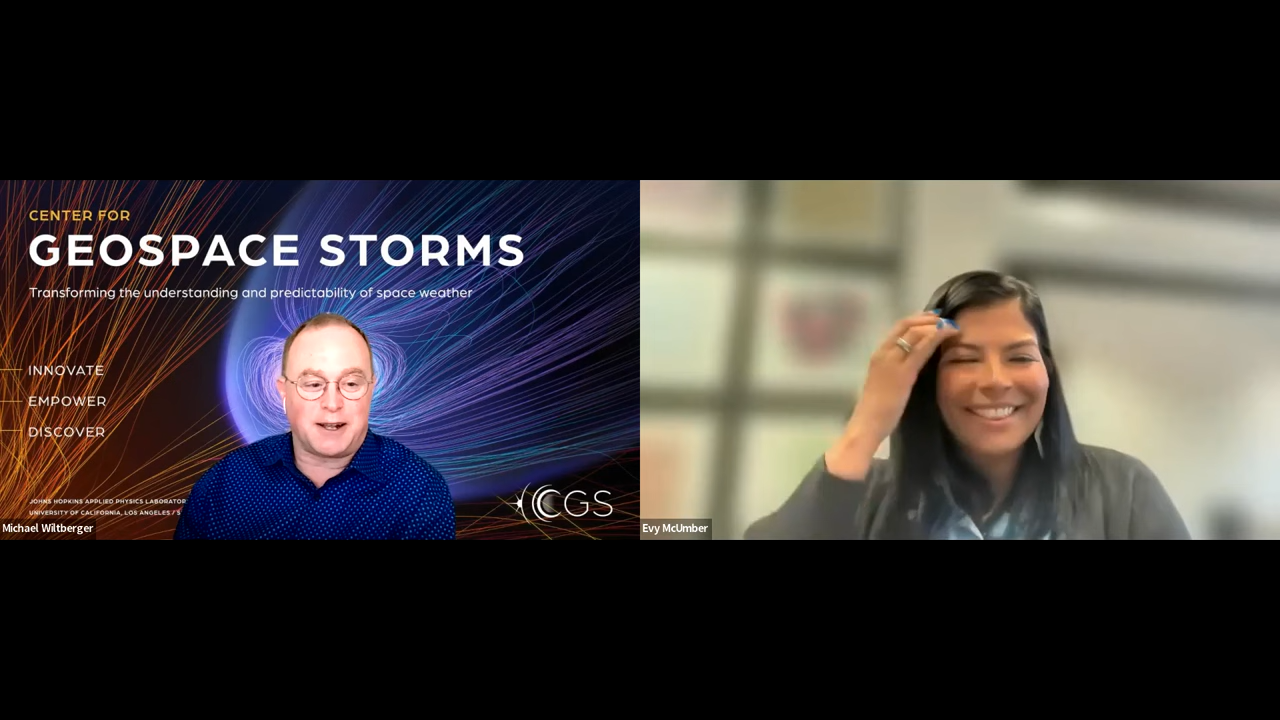 CENTER FOR
GEOSPACE STORMS
Transforming the understanding and predictability of space weather
INNOVATE
EMPOWER
DISCOVER
JOHNS HOPKINS APPLIED PHYSICS LABORATOR
UNIVERSITY OF CALIFORNIA, LOS ANGELES / S
CGS
Michael Wiltberger
Evy McUmber